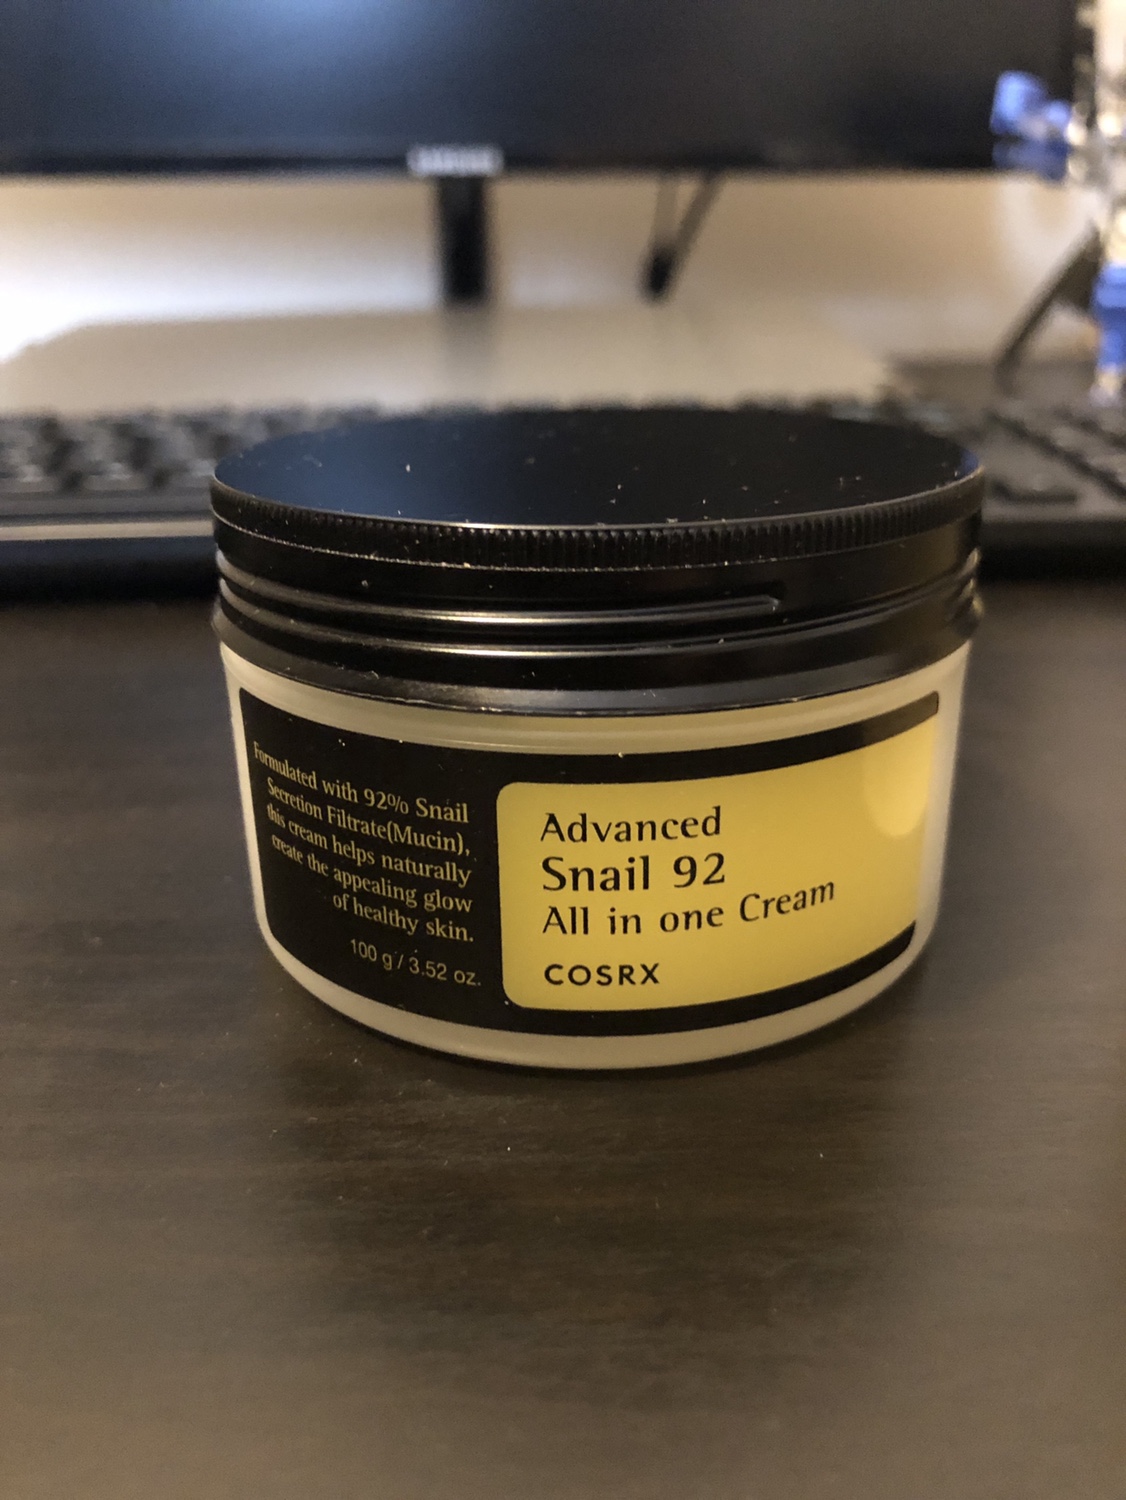 Formulated with 92% Snail
Secretion Filtrate(Mucin),
this cream helps naturally
create the appealing glow
of healthy skin.
100 g / 3.52 oz.
Advanced
Snail 92
All in one Cream
COSRX